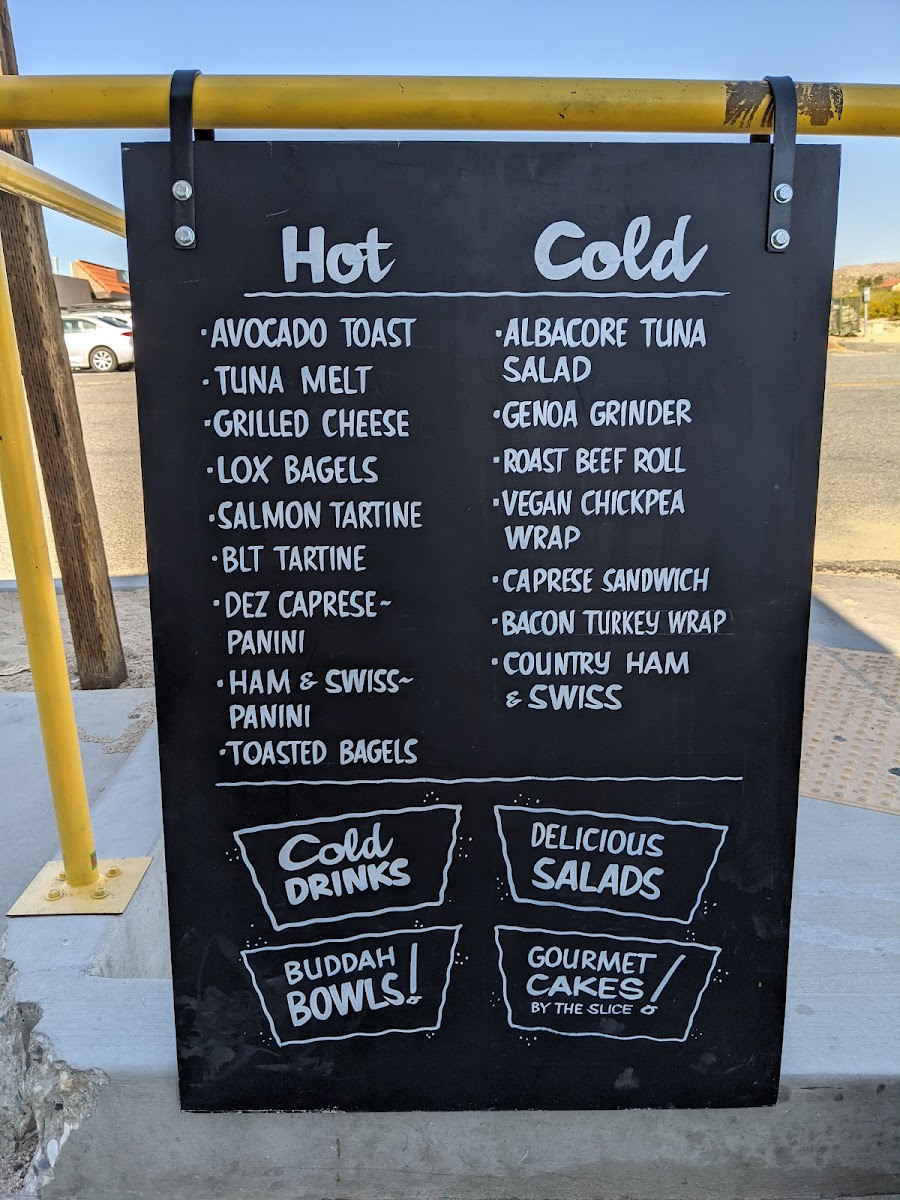 Hot
·AVOCADO TOAST
·TUNA MELT
·GRILLED CHEESE
·LOX BAGELS
·SALMON TARTINE
·BLT TARTINE
·DEZ CAPRESE~
PANINI
·HAM & SWISS~
PANINI
·TOASTED BAGELS
Cold
·ALBACORE TUNA
SALAD
·GENOA GRINDER
·ROAST BEEF ROLL
·VEGAN CHICKPEA
WRAP
·CAPRESE SANDWICH
·BACON TURKEY WRAP
·COUNTRY HAM
& SWISS
Cold
DRINKS
DELICIOUS
SALADS
BUDDAH
BOWLS!
GOURMET
CAKES!
BY THE SLICE